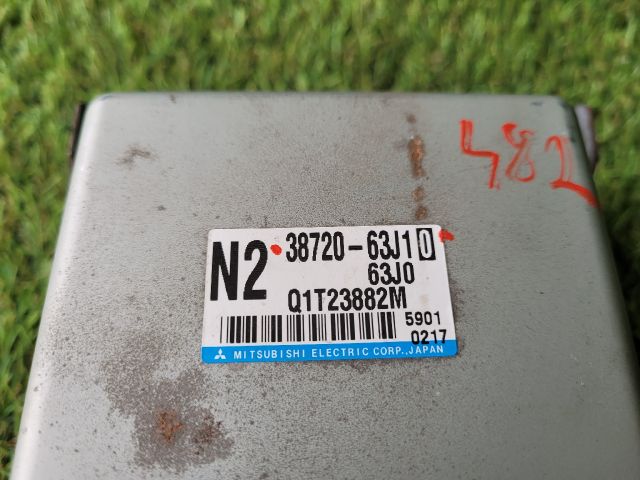 482
N2 38720-63J10
63J0
Q1T23882M
5901
0217
MITSUBISHI ELECTRIC CORP.,JAPAN